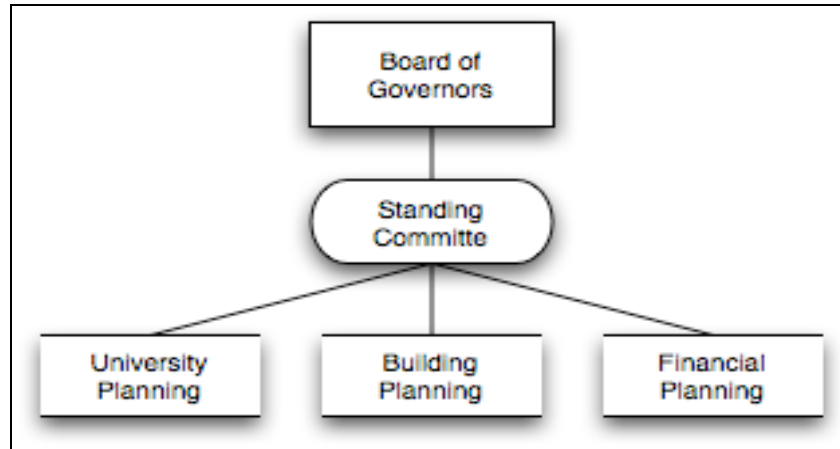 Board of
Governors
Standing
Committe
University
Planning
Building
Planning
Financial
Planning